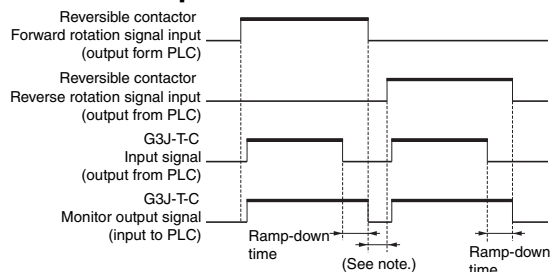 Reversible contactor
Forward rotation signal input
(output form PLC)
Reversible contactor
Reverse rotation signal input
(output from PLC)
G3J-T-C
Input signal
(output from PLC)
G3J-T-C
Monitor output signal
(input to PLC)
Ramp-down
time
(See note.)
Ramp-down
time